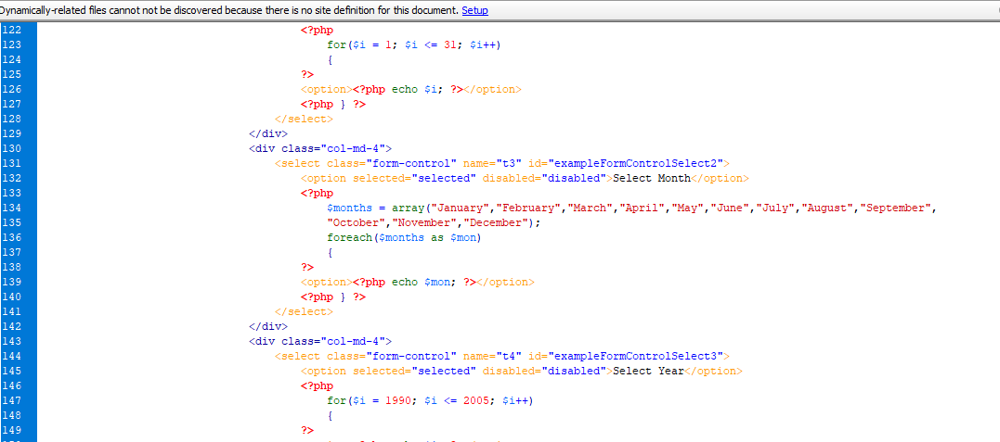 Dynamically-related files cannot not be discovered because there is no site definition for this document. Setup
122 <?php
123 for($i = 1; $i <= 31; $i++)
124 {
125 ?>
126 <option><?php echo $i; ?></option>
127 <?php } ?>
128 </select>
129 </div>
130 <div class="col-md-4">
131 <select class="form-control" name="t3" id="exampleFormControlSelect2">
132 <option selected="selected" disabled="disabled">Select Month</option>
133 <?php
134 $months = array("January","February","March","April","May","June","July","August","September",
135 "October","November","December");
136 foreach($months as $mon)
137 {
138 ?>
139 <option><?php echo $mon; ?></option>
140 <?php } ?>
141 </select>
142 </div>
143 <div class="col-md-4">
144 <select class="form-control" name="t4" id="exampleFormControlSelect3">
145 <option selected="selected" disabled="disabled">Select Year</option>
146 <?php
147 for($i = 1990; $i <= 2005; $i++)
148 {
149 ?>